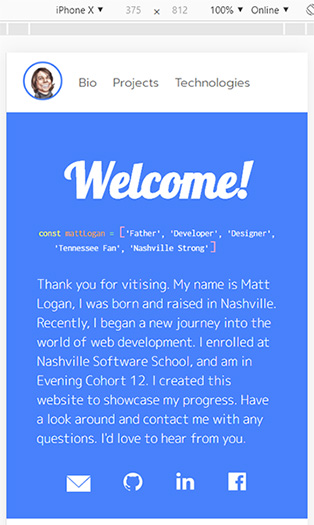 iPhone X ▼ 375 × 812 100% ▼ Online ▼
Bio Projects Technologies
Welcome!
const mattLogan = ['Father', 'Developer', 'Designer',
'Tennessee Fan', 'Nashville Strong']
Thank you for vitising. My name is Matt
Logan, I was born and raised in Nashville.
Recently, I began a new journey into the
world of web development. I enrolled at
Nashville Software School, and am in
Evening Cohort 12. I created this
website to showcase my progress. Have
a look around and contact me with any
questions. I'd love to hear from you.